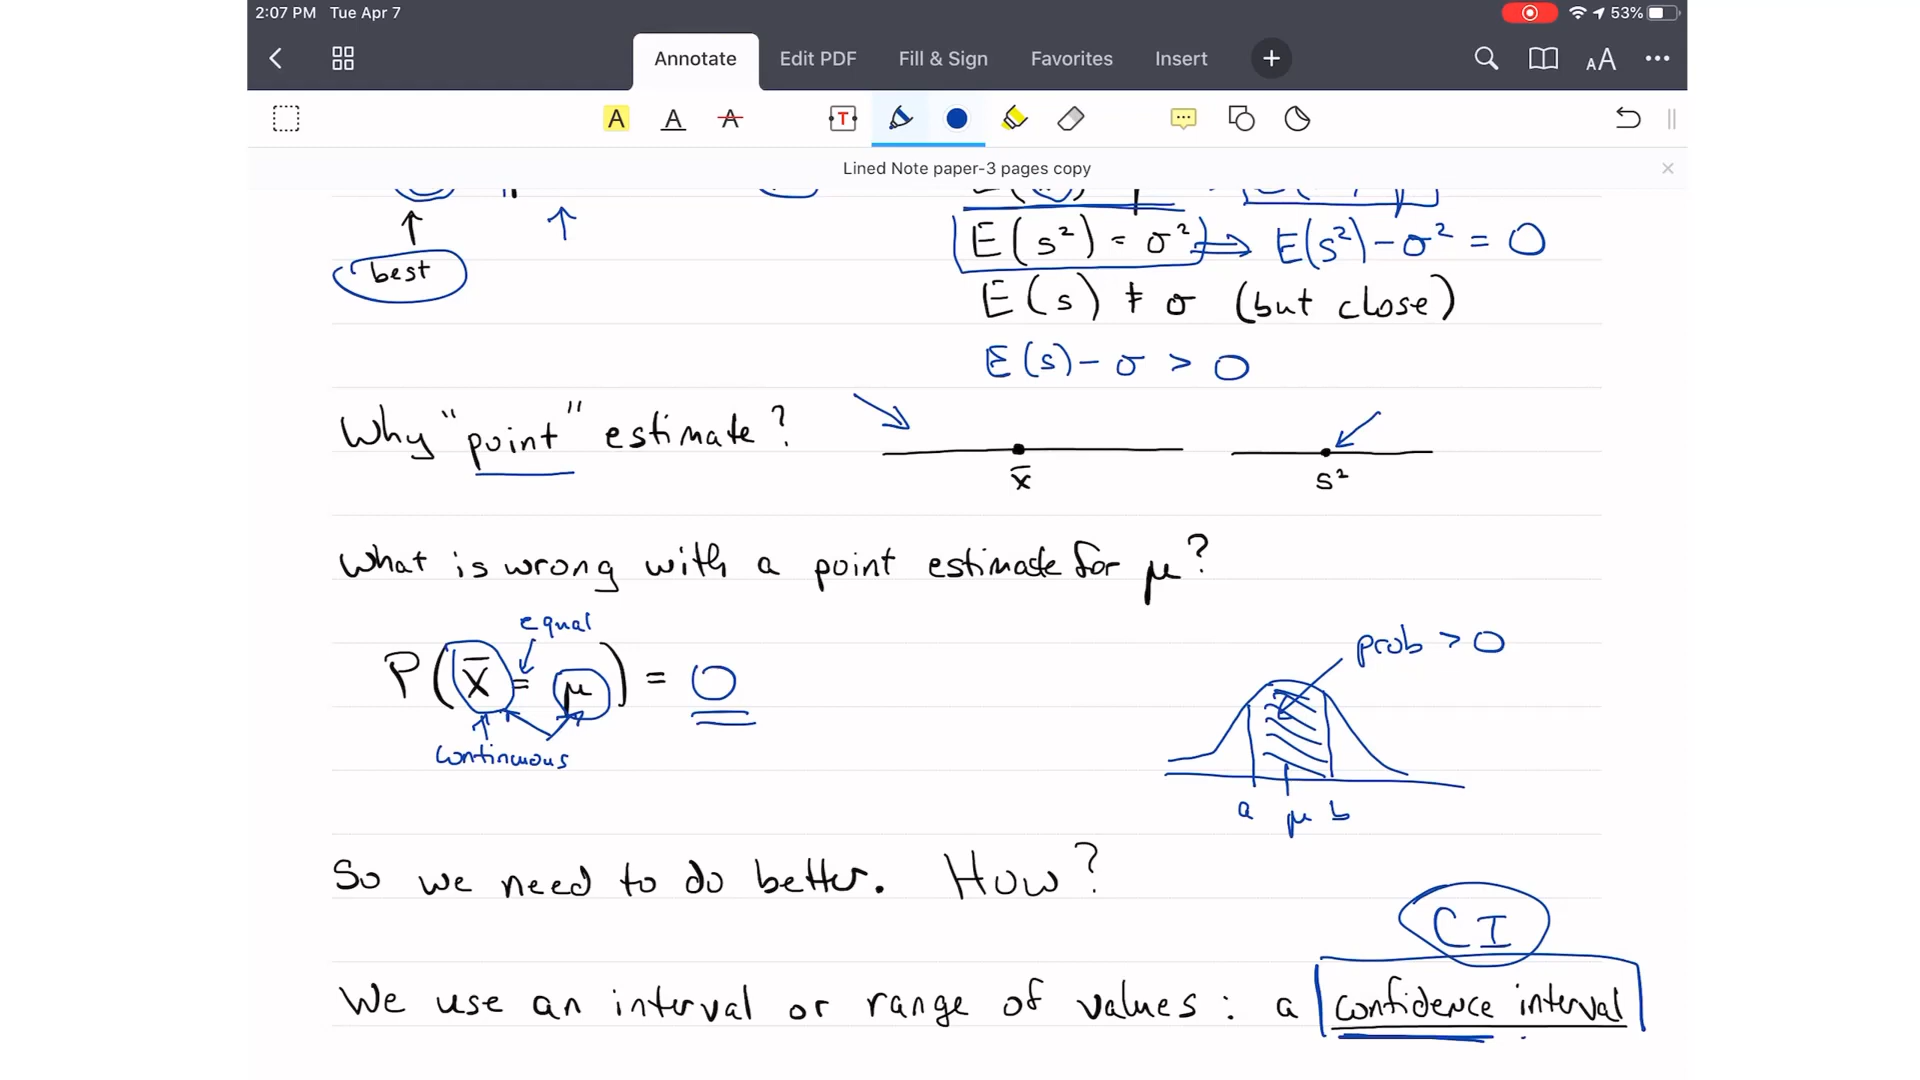 2:07 PM Tue Apr 7
53%
Annotate Edit PDF Fill & Sign Favorites Insert
AA
A A A T
Lined Note paper-3 pages copy
best
E(s²) = σ² ⇒ E(s²) - σ² = 0
E(s) ≠ σ (but close)
E(s) - σ > 0
Why "point" estimate?
x̄ s²
What is wrong with a point estimate for μ?
equal
P(X̄ = μ) = 0
continuous
prob > 0
a μ b
So we need to do better. How?
CI
We use an interval or range of values: a confidence interval